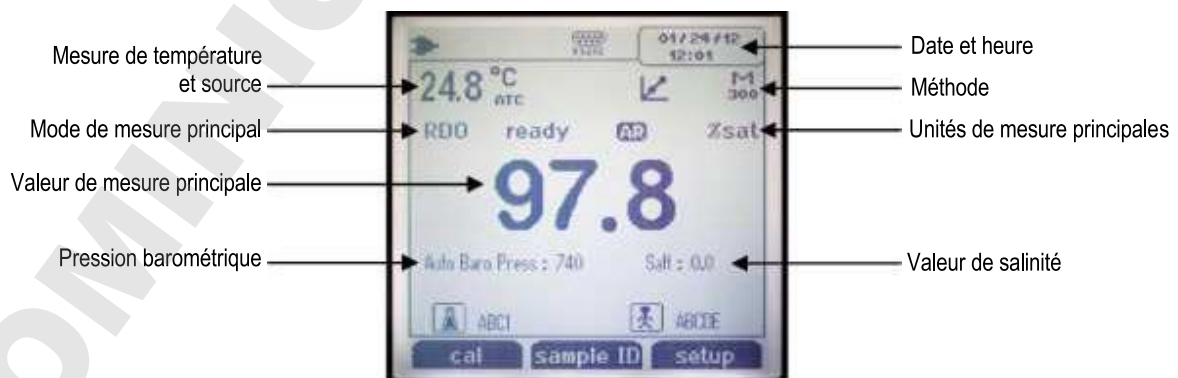 Mesure de température
et source
Mode de mesure principal
Valeur de mesure principale
Pression barométrique
01/24/12
12:01
24.8 °C
ATC
M
300
RDO ready AR %sat
97.8
Auto Baro Press : 740 Salt : 0.0
ABC1 ABCDE
cal sample ID setup
Date et heure
Méthode
Unités de mesure principales
Valeur de salinité